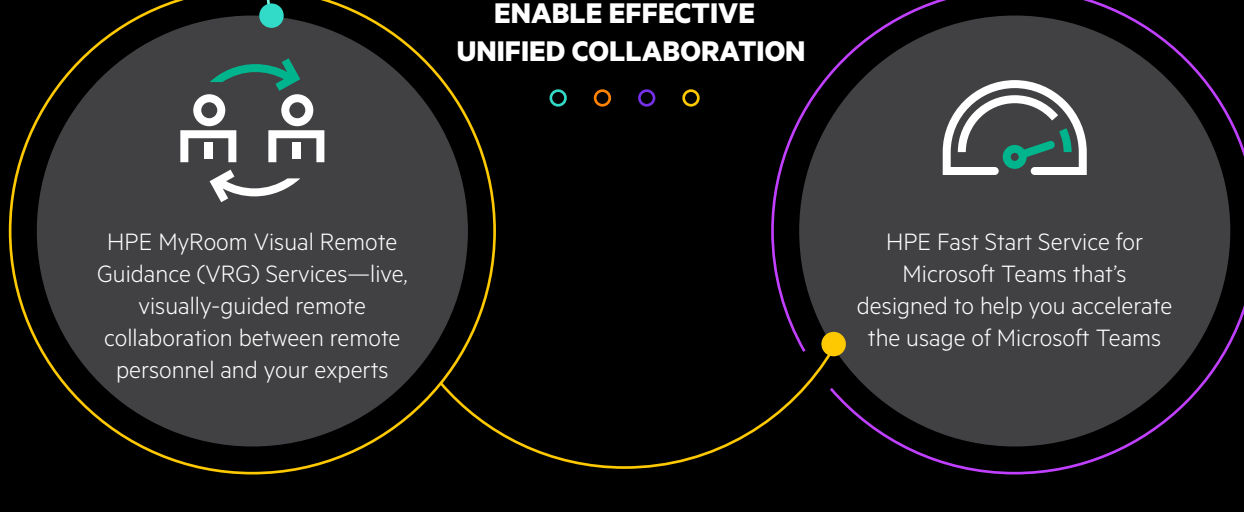 ENABLE EFFECTIVE
UNIFIED COLLABORATION
HPE MyRoom Visual Remote
Guidance (VRG) Services—live,
visually-guided remote
collaboration between remote
personnel and your experts
HPE Fast Start Service for
Microsoft Teams that's
designed to help you accelerate
the usage of Microsoft Teams